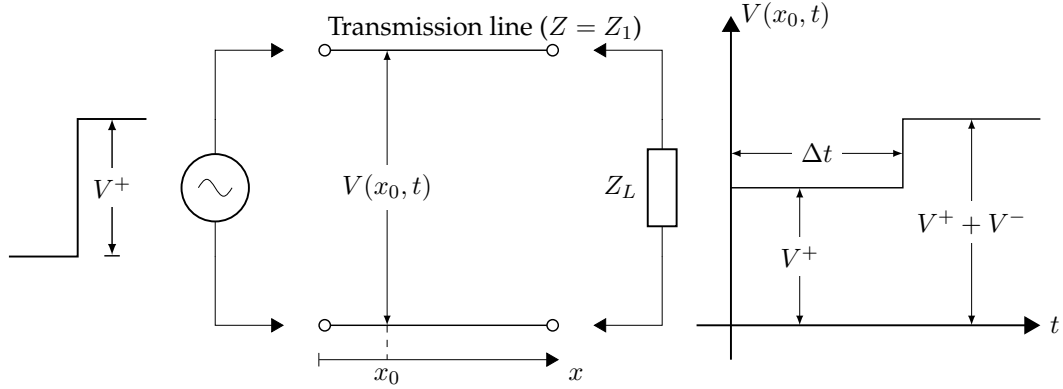 Transmission line (Z = Z₁)
V(x₀, t)
V⁺
V(x₀, t)
Z_L
Δt
V⁺
V⁺ + V⁻
t
x₀
x